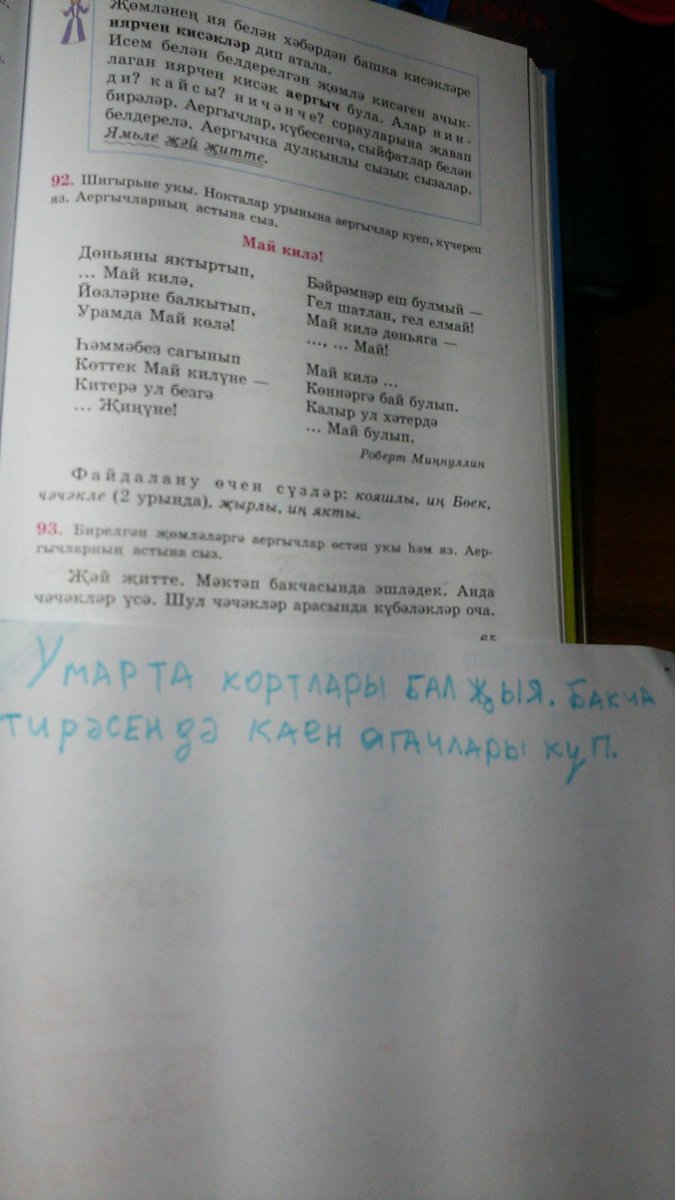 Җөмләнең ия белән хәбәрдән башка кисәкләре
иярчен кисәкләр дип атала.
Исем белән белдерелгән җөмлә кисәген ачык-
лаган иярчен кисәк аергыч була. Алар нин-
ди? кайсы? ничәнче? сорауларына җавап
бирәләр. Аергычлар, күбесенчә, сыйфатлар белән
белдерелә. Аергычка дулкынлы сызык сызалар.
Ямьле җәй җитте.
92. Шигырьне укы. Нокталар урынына аергычлар куеп, күчереп
яз. Аергычларның астына сыз.
Май килә!
Дөньяны яктыртып,
... Май килә,
Йөзләрне балкытып,
Урамда Май көлә!
Һәммәбез сагынып
Көттек Май килүне —
Китерә ул безгә
... Җиңүне!
Бәйрәмнәр еш булмый —
Гел шатлан, гел елмай!
Май килә дөньяга —
..., ... Май!
Май килә ...
Көннәргә бай булып.
Калыр ул хәтердә
... Май булып.
Роберт Миңнуллин
Файдалану өчен сүзләр: кояшлы, иң Бөек,
чәчәкле (2 урында), җырлы, иң якты.
93. Бирелгән җөмләләргә аергычлар өстәп укы һәм яз. Аер-
гычларның астына сыз.
Җәй җитте. Мәктәп бакчасында эшләдек. Анда
чәчәкләр үсә. Шул чәчәкләр арасында күбәләкләр оча.
УМАРТА КОРТЛАРЫ БАЛ ҖЫЯ. БАКЧА
ТИРӘСЕНДӘ КАЕН АГАЧЛАРЫ КУП.